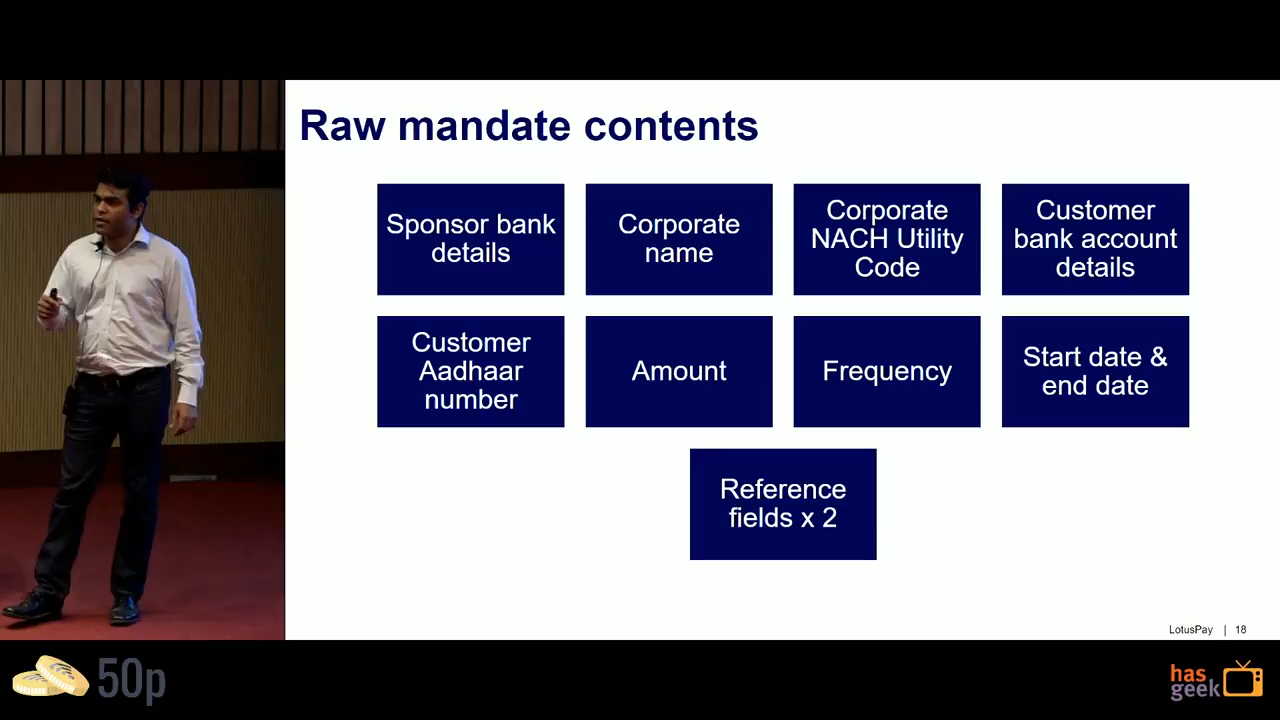 Raw mandate contents
Sponsor bank
details
Corporate
name
Corporate
NACH Utility
Code
Customer
bank account
details
Customer
Aadhaar
number
Amount
Frequency
Start date &
end date
Reference
fields x 2
LotusPay | 18
50p
has
geek